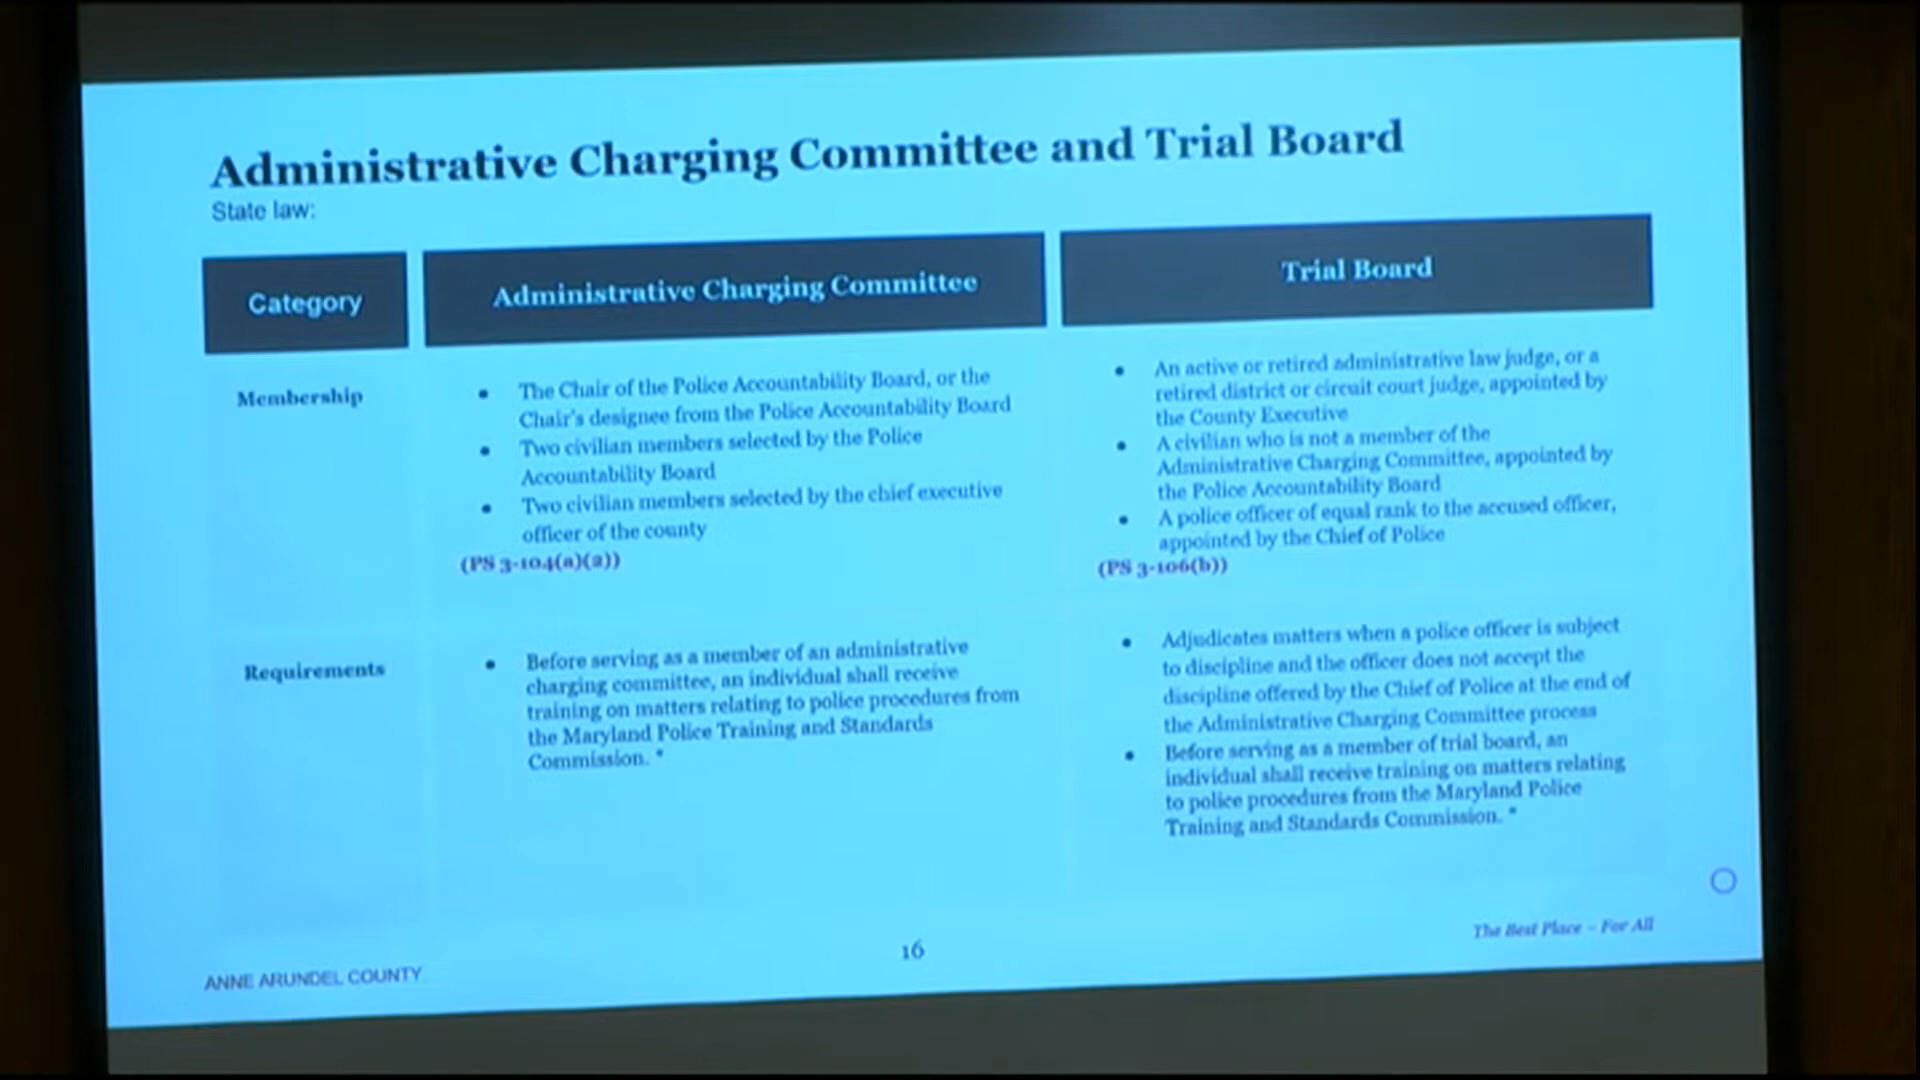 Administrative Charging Committee and Trial Board
State law:
Category
Administrative Charging Committee
Trial Board
Membership
• The Chair of the Police Accountability Board, or the
Chair's designee from the Police Accountability Board
• Two civilian members selected by the Police
Accountability Board
• Two civilian members selected by the chief executive
officer of the county
(PS 3-104(a)(2))
• An active or retired administrative law judge, or a
retired district or circuit court judge, appointed by
the County Executive
• A civilian who is not a member of the
Administrative Charging Committee, appointed by
the Police Accountability Board
• A police officer of equal rank to the accused officer,
appointed by the Chief of Police
(PS 3-106(b))
Requirements
• Before serving as a member of an administrative
charging committee, an individual shall receive
training on matters relating to police procedures from
the Maryland Police Training and Standards
Commission. *
• Adjudicates matters when a police officer is subject
to discipline and the officer does not accept the
discipline offered by the Chief of Police at the end of
the Administrative Charging Committee process
• Before serving as a member of trial board, an
individual shall receive training on matters relating
to police procedures from the Maryland Police
Training and Standards Commission. *
ANNE ARUNDEL COUNTY
16
The Best Place – For All